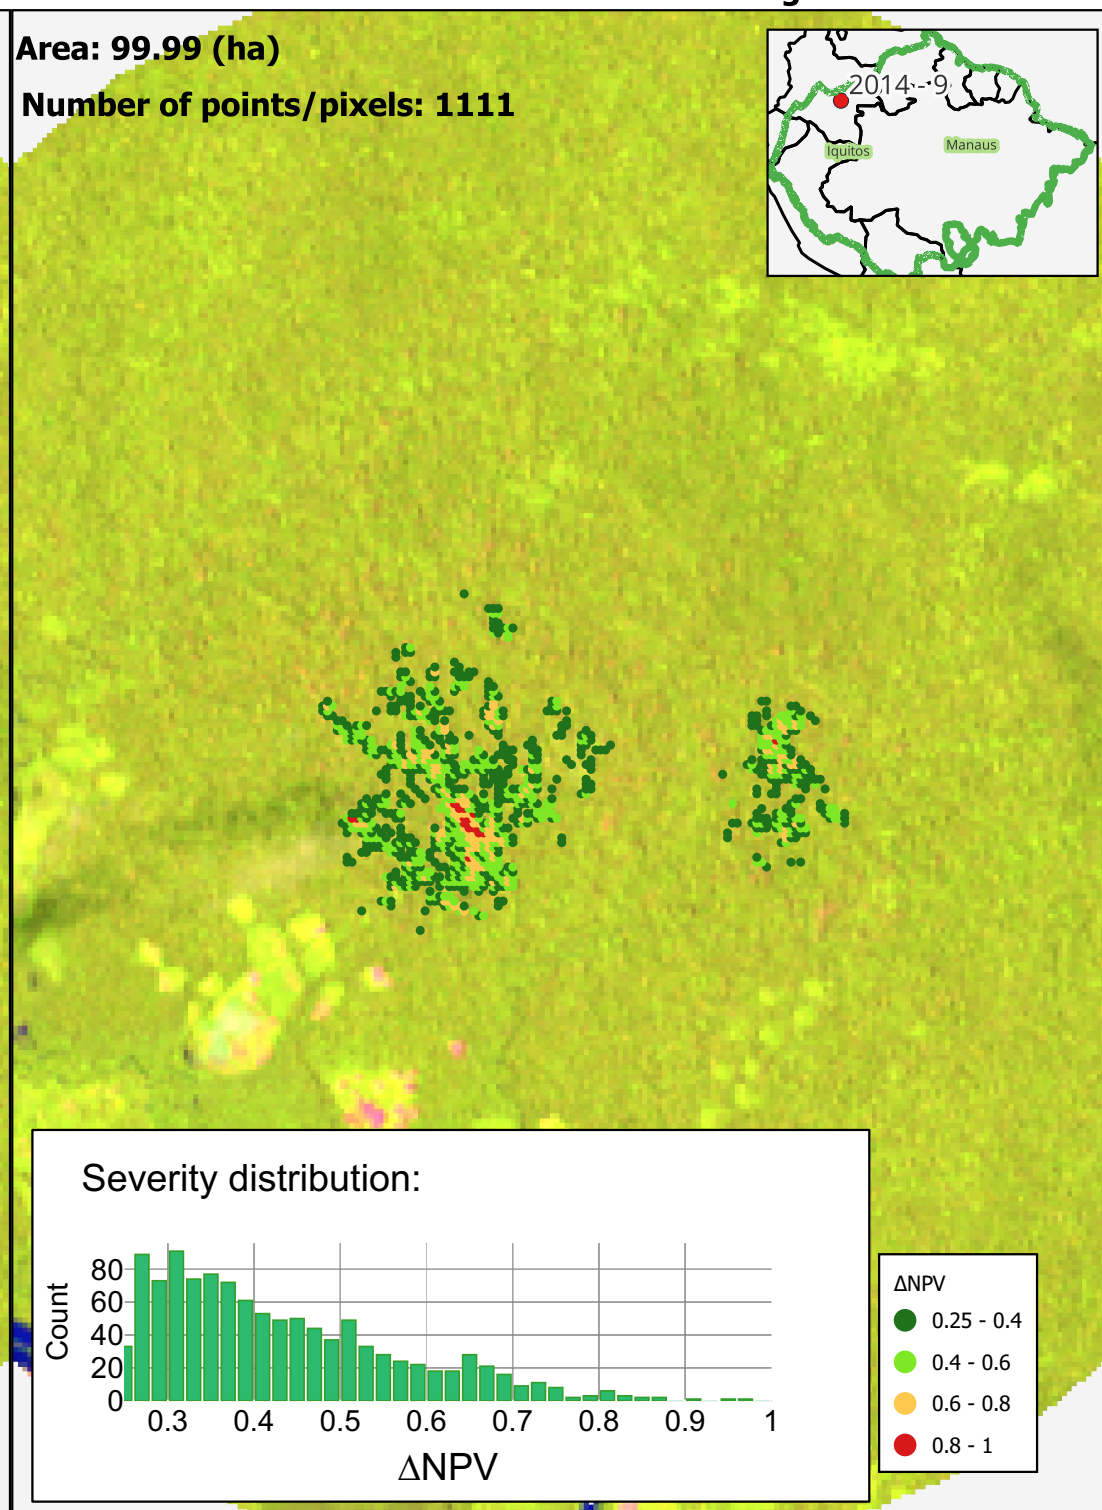 Area: 99.99 (ha)
Number of points/pixels: 1111
2014 - 9
Iquitos
Manaus
Severity distribution:
Count
80
60
40
20
0
0.3 0.4 0.5 0.6 0.7 0.8 0.9 1
ΔNPV
ΔNPV
0.25 - 0.4
0.4 - 0.6
0.6 - 0.8
0.8 - 1